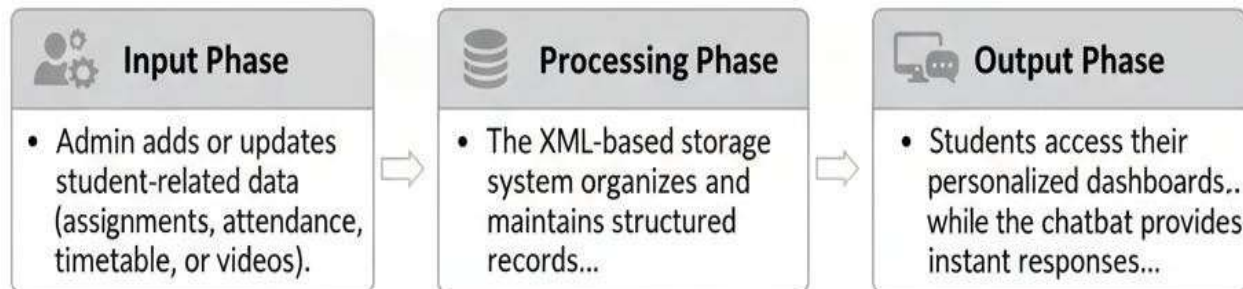 Input Phase
• Admin adds or updates
student-related data
(assignments, attendance,
timetable, or videos).
Processing Phase
• The XML-based storage
system organizes and
maintains structured
records...
Output Phase
• Students access their
personalized dashboards..
while the chatbat provides
instant responses...